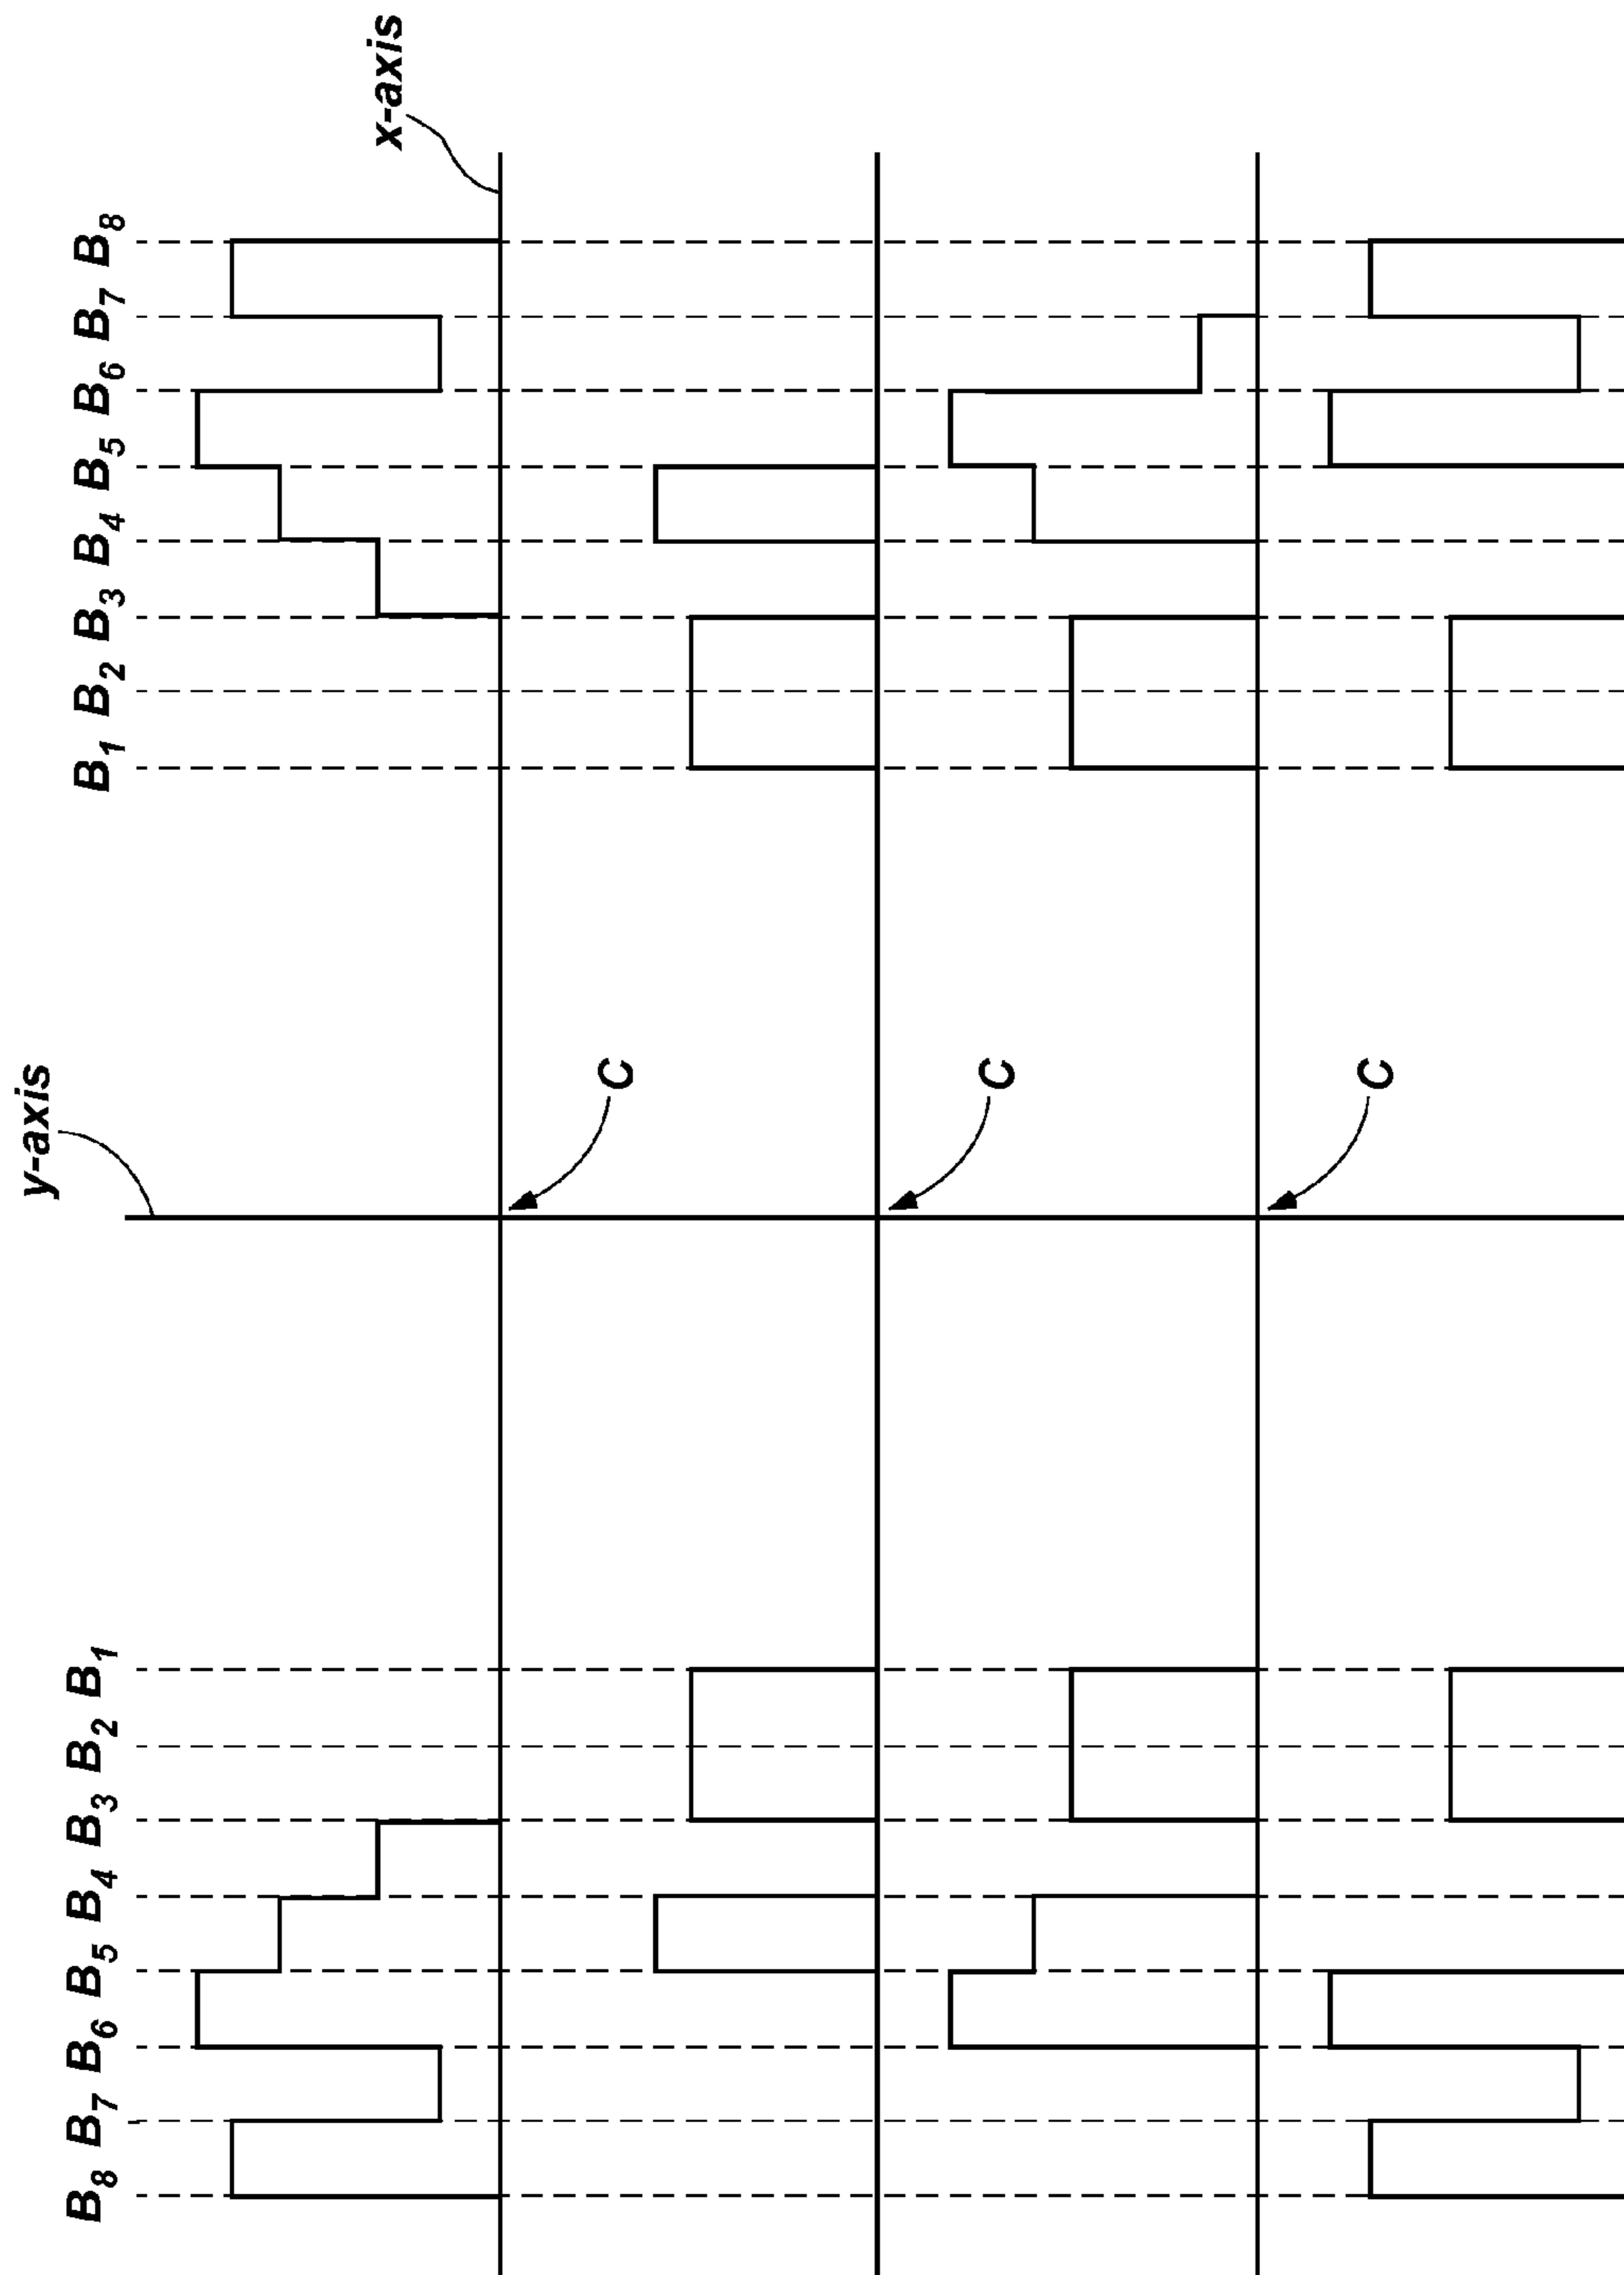 y-axis
B8 B7 B6 B5 B4 B3 B2 B1
B1 B2 B3 B4 B5 B6 B7 B8
x-axis
C
C
C